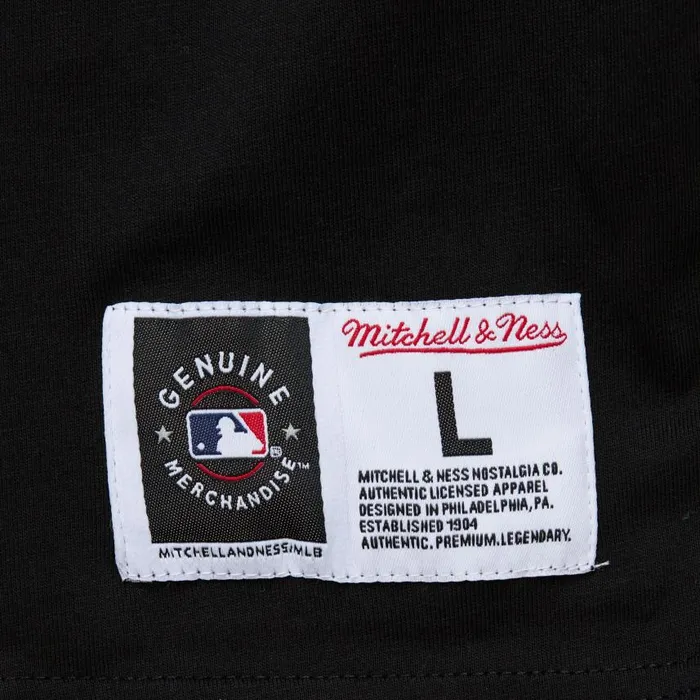 GENUINE
MERCHANDISE™
MITCHELLANDNESS/MLB
Mitchell & Ness
L
MITCHELL & NESS NOSTALGIA CO.
AUTHENTIC LICENSED APPAREL
DESIGNED IN PHILADELPHIA, PA.
ESTABLISHED 1904
AUTHENTIC.PREMIUM.LEGENDARY.